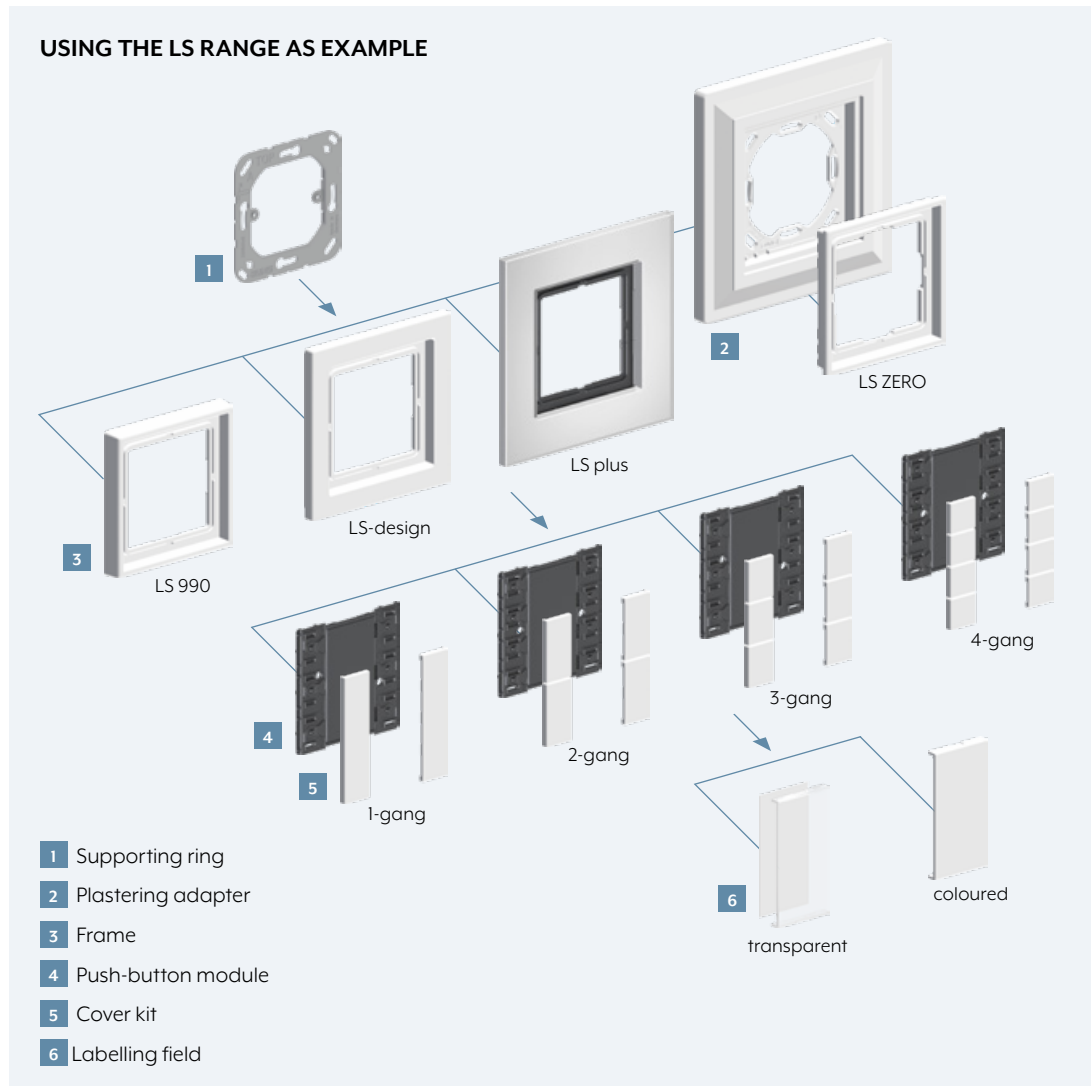 USING THE LS RANGE AS EXAMPLE
1
2
LS ZERO
LS plus
LS-design
3
LS 990
4-gang
3-gang
4
2-gang
5
1-gang
1 Supporting ring
2 Plastering adapter
3 Frame
4 Push-button module
5 Cover kit
6 Labelling field
6
coloured
transparent